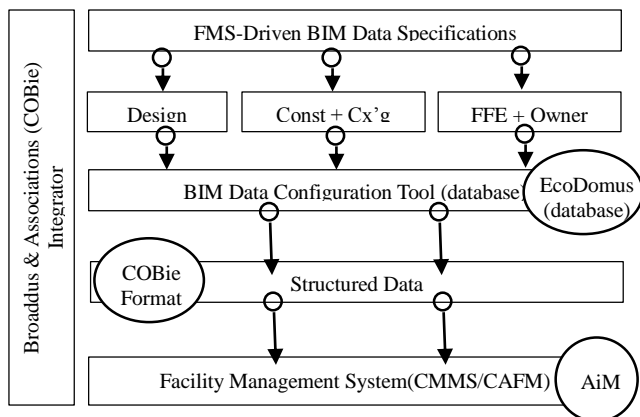 Broaddus & Associations (COBie)
Integrator
FMS-Driven BIM Data Specifications
Design
Const + Cx’g
FFE + Owner
BIM Data Configuration Tool (database)
EcoDomus
(database)
COBie
Format
Structured Data
Facility Management System(CMMS/CAFM)
AiM